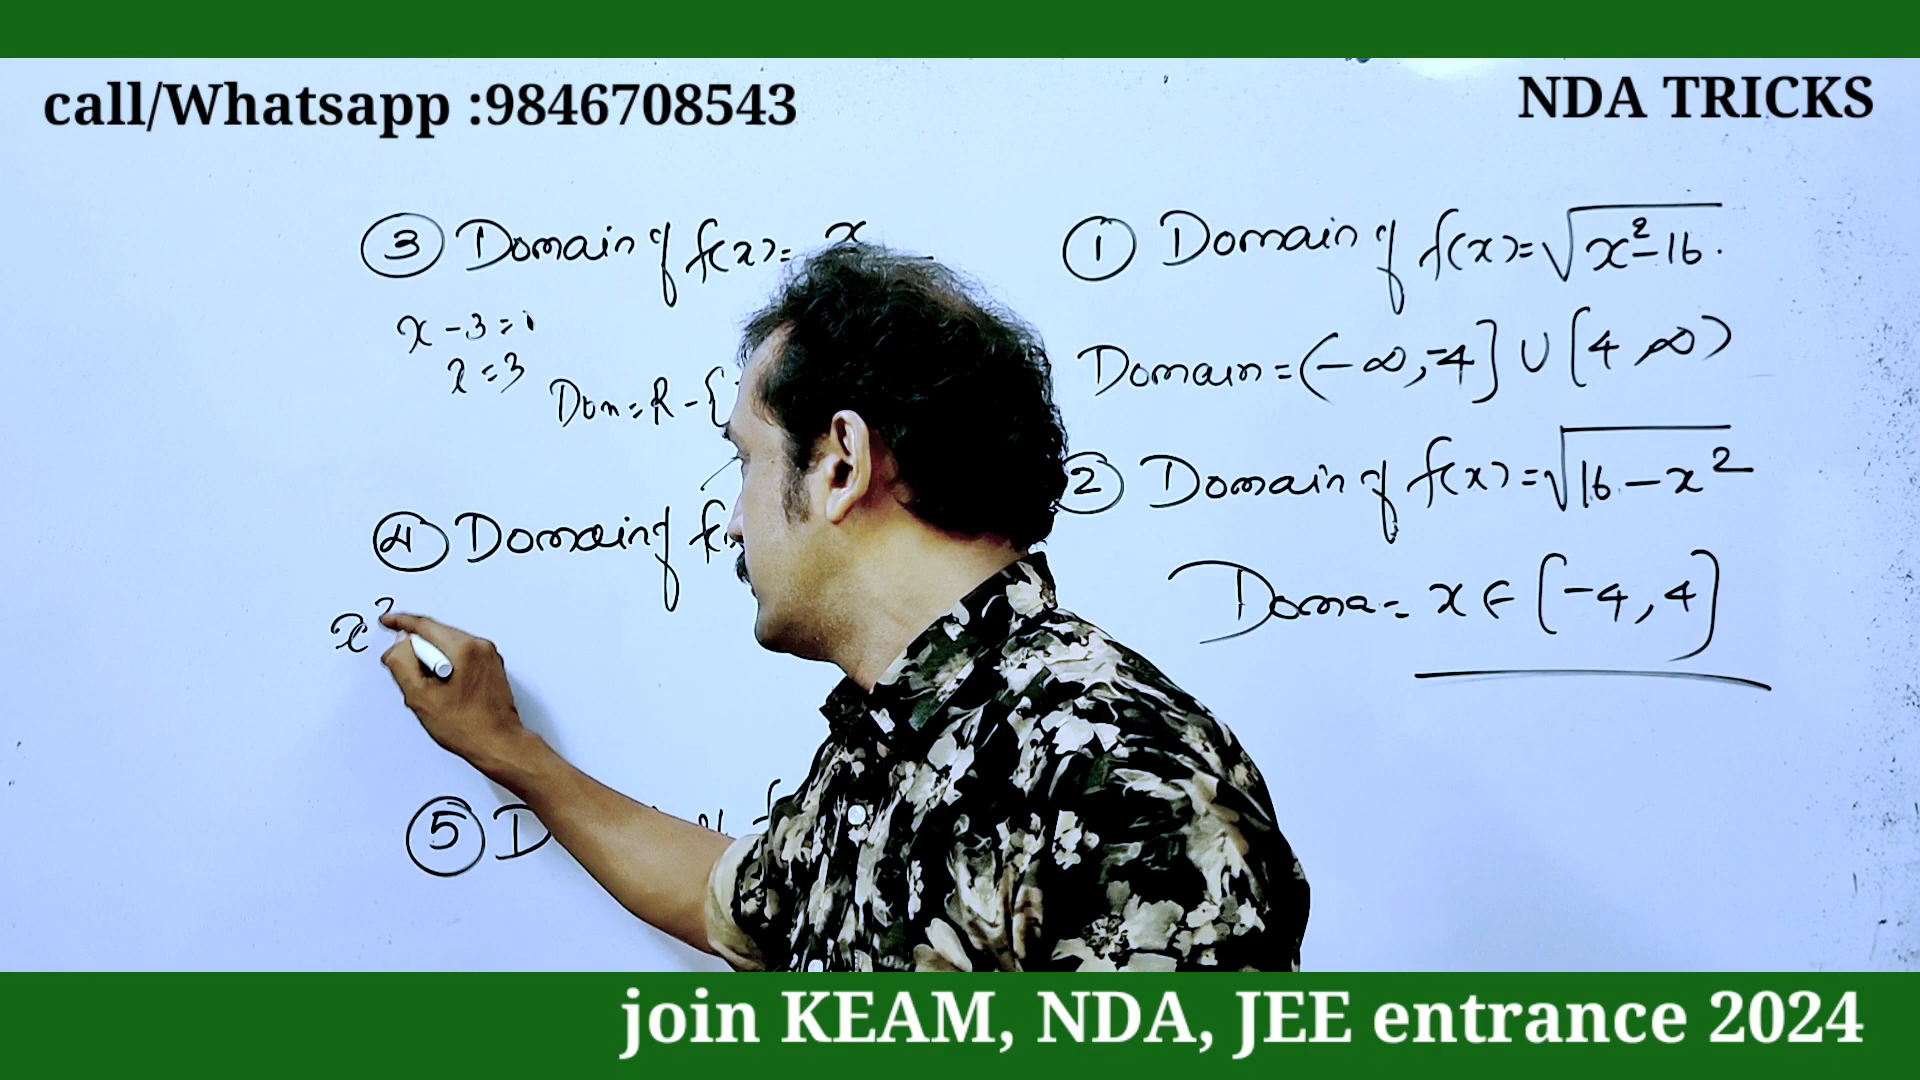 call/Whatsapp :9846708543
NDA TRICKS
③ Domain of f(x)= x
x - 3 =
x = 3
Dom = R - {
④ Domain of f(x
x²
⑤ D
① Domain of f(x)=√x²-16.
Domain = (-∞,-4] ∪ [4 ∞)
② Domain of f(x)=√16-x²
Doma = x ∈ [-4,4]
join KEAM, NDA, JEE entrance 2024